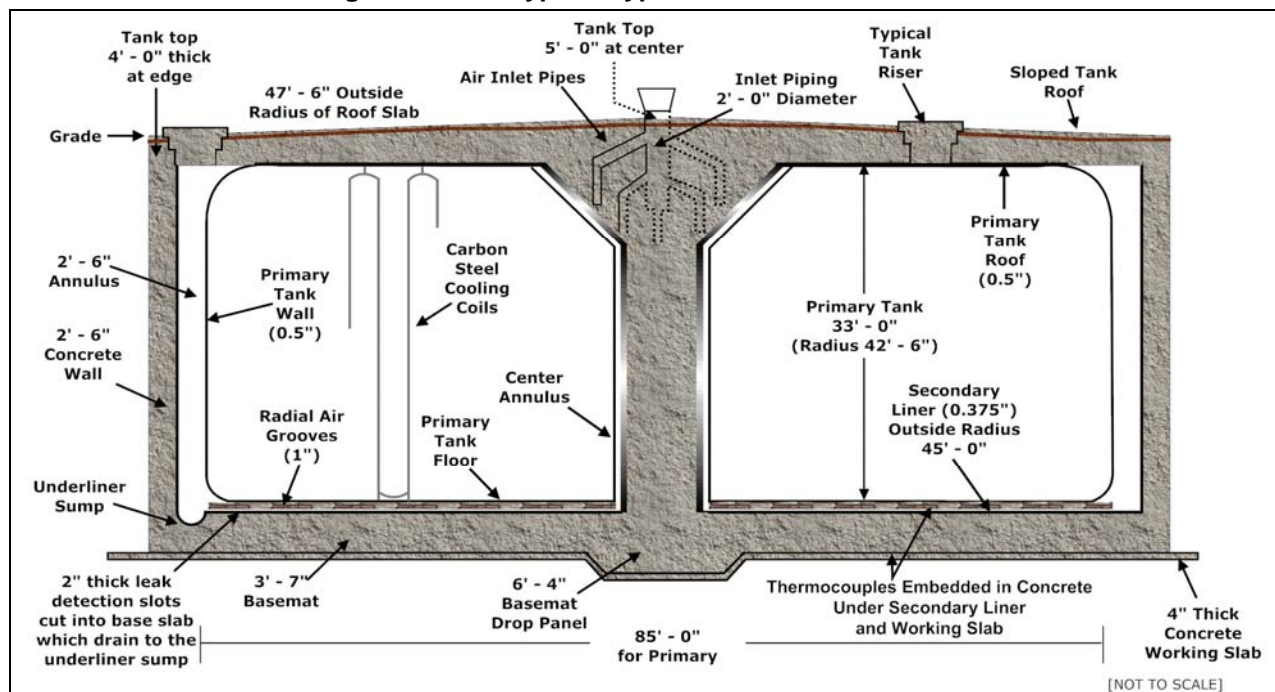 Tank top
4' - 0" thick
at edge
47' - 6" Outside
Radius of Roof Slab
Air Inlet Pipes
Tank Top
5' - 0" at center
Inlet Piping
2' - 0" Diameter
Typical
Tank
Riser
Sloped Tank
Roof
Grade
2' - 6"
Annulus
Primary
Tank
Wall
(0.5")
Carbon
Steel
Cooling
Coils
Primary
Tank
Roof
(0.5")
Primary Tank
33' - 0"
(Radius 42' - 6")
2' - 6"
Concrete
Wall
Center
Annulus
Secondary
Liner (0.375")
Outside Radius
45' - 0"
Radial Air
Grooves
(1")
Primary
Tank
Floor
Underliner
Sump
2" thick leak
detection slots
cut into base slab
which drain to the
underliner sump
3' - 7"
Basemat
6' - 4"
Basemat
Drop Panel
Thermocouples Embedded in Concrete
Under Secondary Liner
and Working Slab
4" Thick
Concrete
Working Slab
85' - 0"
for Primary
[NOT TO SCALE]